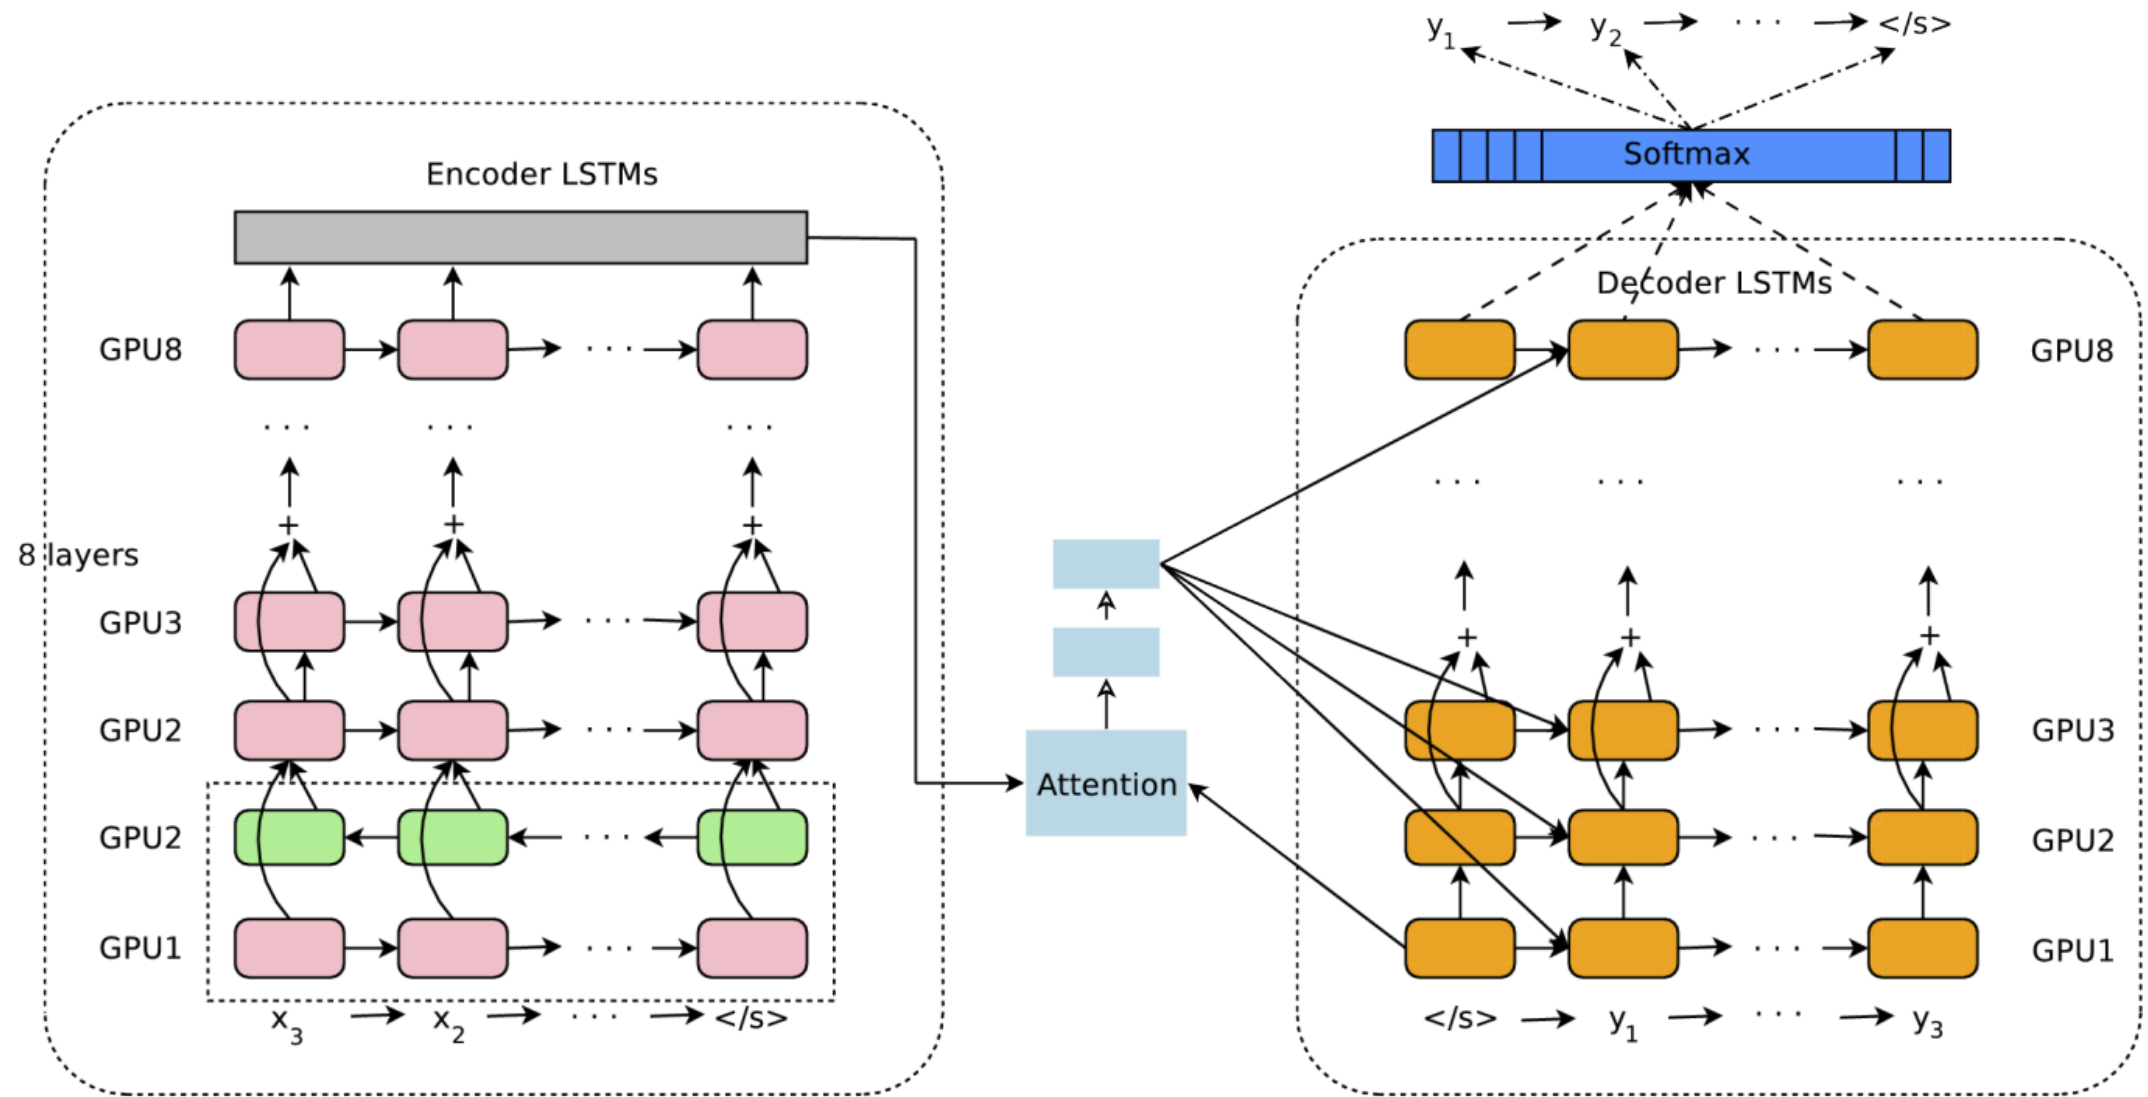 y1 y2 · · · </s>
Softmax
Encoder LSTMs
Decoder LSTMs
GPU8 · · ·
· · · GPU8
· · · · · · · · ·
· · · · · · · · ·
+ + +
8 layers
+ + +
GPU3 · · ·
GPU2 · · ·
· · · GPU3
Attention
GPU2 · · ·
· · · GPU2
GPU1 · · ·
· · · GPU1
x3 x2 · · · </s>
</s> y1 · · · y3